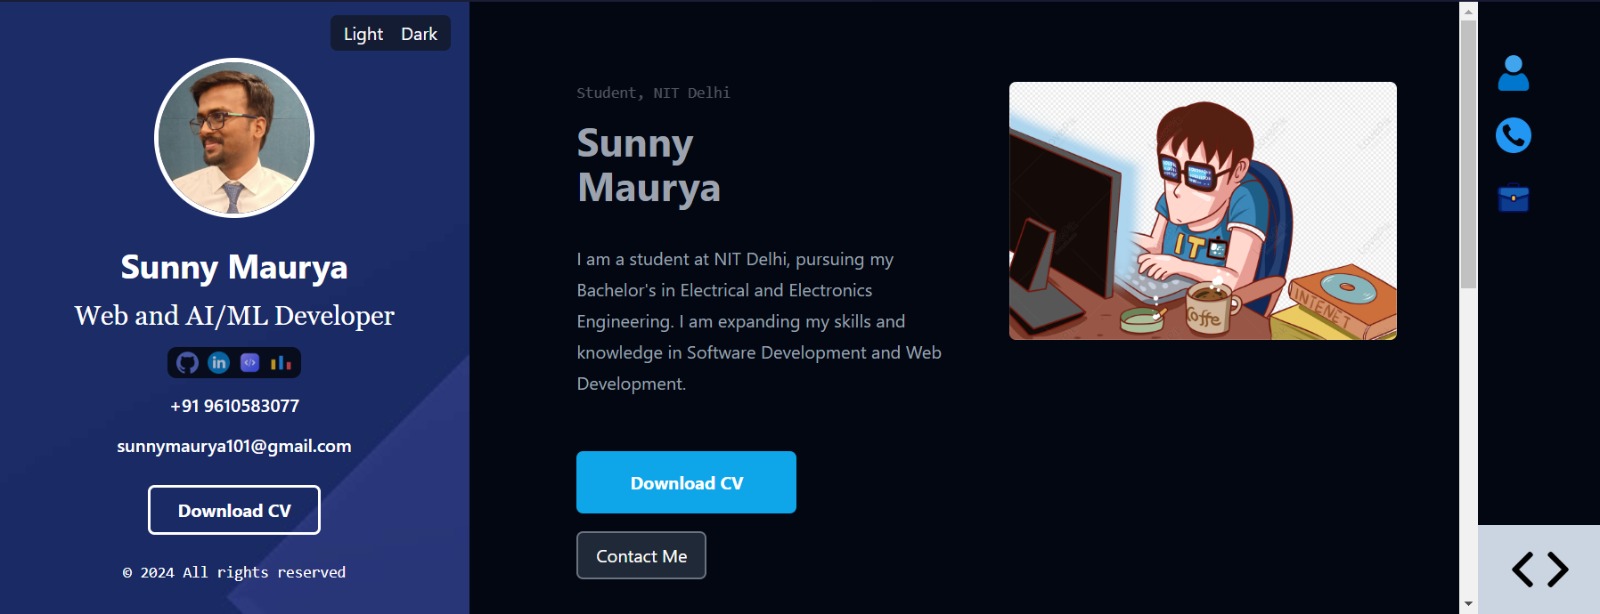 Light Dark
Sunny Maurya
Web and AI/ML Developer
+91 9610583077
sunnymaurya101@gmail.com
Download CV
© 2024 All rights reserved
Student, NIT Delhi
Sunny
Maurya
I am a student at NIT Delhi, pursuing my
Bachelor's in Electrical and Electronics
Engineering. I am expanding my skills and
knowledge in Software Development and Web
Development.
Download CV
Contact Me
IT
Coffe
INTENET